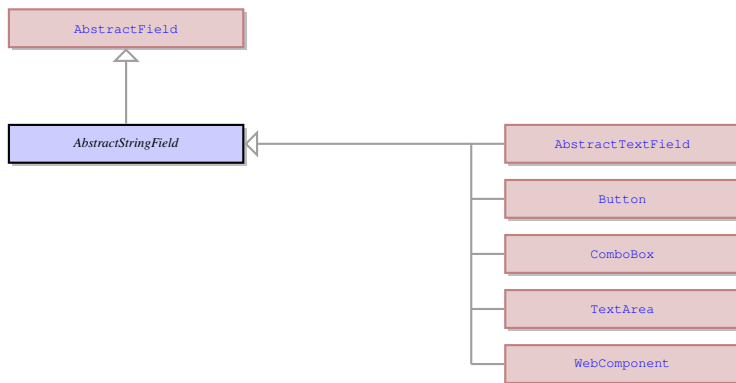 AbstractField
AbstractStringField
AbstractTextField
Button
ComboBox
TextArea
WebComponent